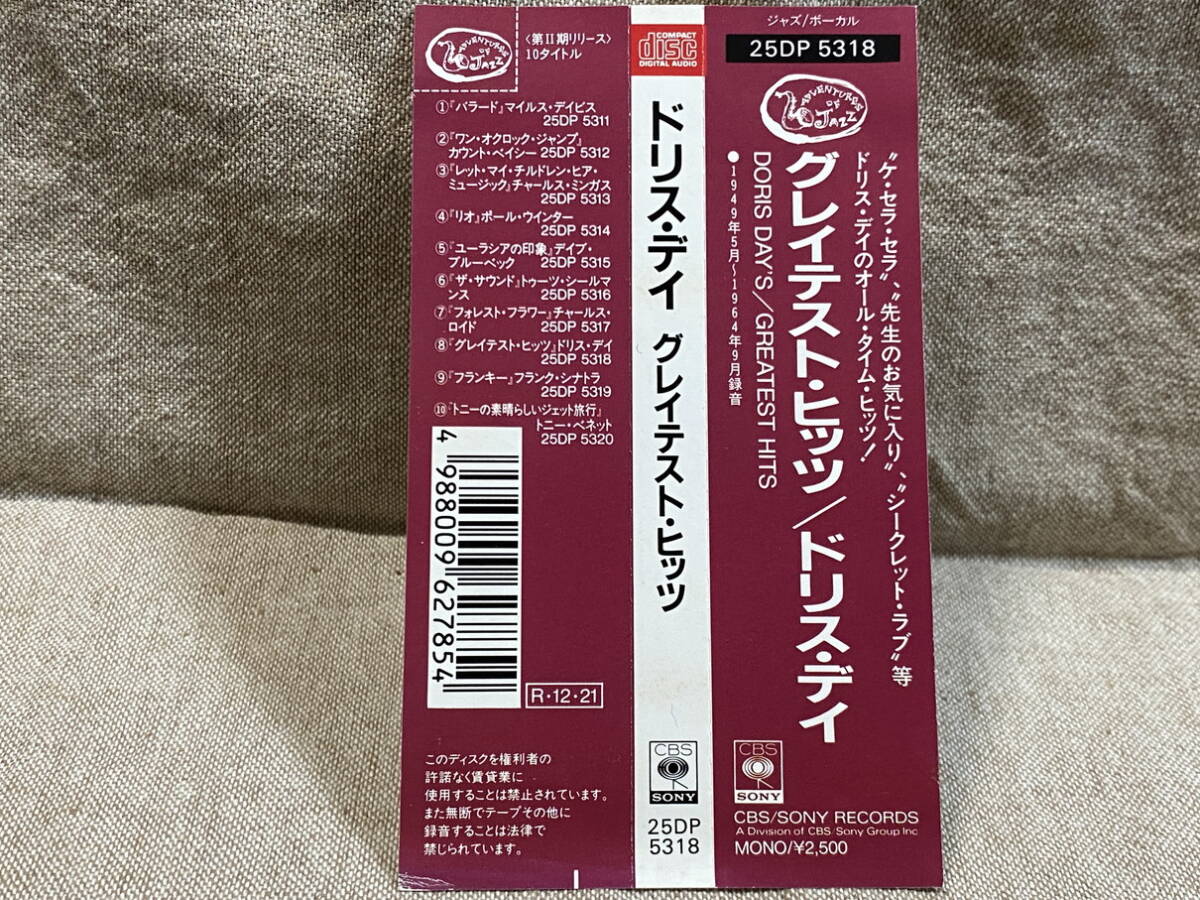 ADVENTURES OF JAZZ
〈第II期リリース〉
10タイトル
①『バラード』マイルス・デイビス
25DP 5311
②『ワン・オクロック・ジャンプ』
カウント・ベイシー 25DP 5312
③『レット・マイ・チルドレン・ヒア・
ミュージック』チャールス・ミンガス
25DP 5313
④『リオ』ポール・ウインター
25DP 5314
⑤『ユーラシアの印象』デイブ・
ブルーベック 25DP 5315
⑥『ザ・サウンド』トゥーツ・シールマ
ンス 25DP 5316
⑦『フォレスト・フラワー』チャールス・
ロイド 25DP 5317
⑧『グレイテスト・ヒッツ』ドリス・デイ
25DP 5318
⑨『フランキー』フランク・シナトラ
25DP 5319
⑩『トニーの素晴らしいジェット旅行』
トニー・ベネット
25DP 5320
4 988009 627854
R・12・21
このディスクを権利者の
許諾なく賃貸業に
使用することは禁止されています。
また無断でテープその他に
録音することは法律で
禁じられています。
COMPACT
disc
DIGITAL AUDIO
ドリス・デイ グレイテスト・ヒッツ
CBS
SONY
25DP
5318
ジャズ/ボーカル
25DP 5318
ADVENTURES OF JAZZ
〝ケ・セラ・セラ〟、〝先生のお気に入り〟、〝シークレット・ラブ〟等
ドリス・デイのオール・タイム・ヒッツ!
グレイテスト・ヒッツ/ドリス・デイ
DORIS DAY'S/GREATEST HITS
●1949年5月〜1964年9月録音
CBS
SONY
CBS/SONY RECORDS
A Division of CBS/Sony Group Inc
MONO/¥2,500